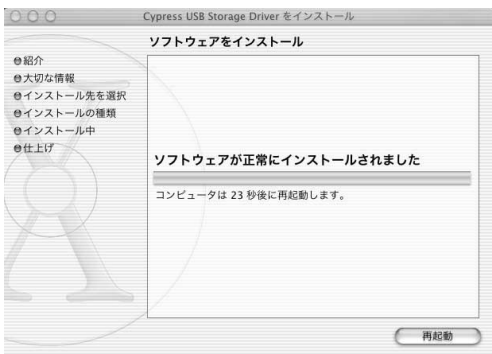 Cypress USB Storage Driver をインストール
ソフトウェアをインストール
紹介
大切な情報
インストール先を選択
インストールの種類
インストール中
仕上げ
ソフトウェアが正常にインストールされました
コンピュータは 23 秒後に再起動します。
再起動